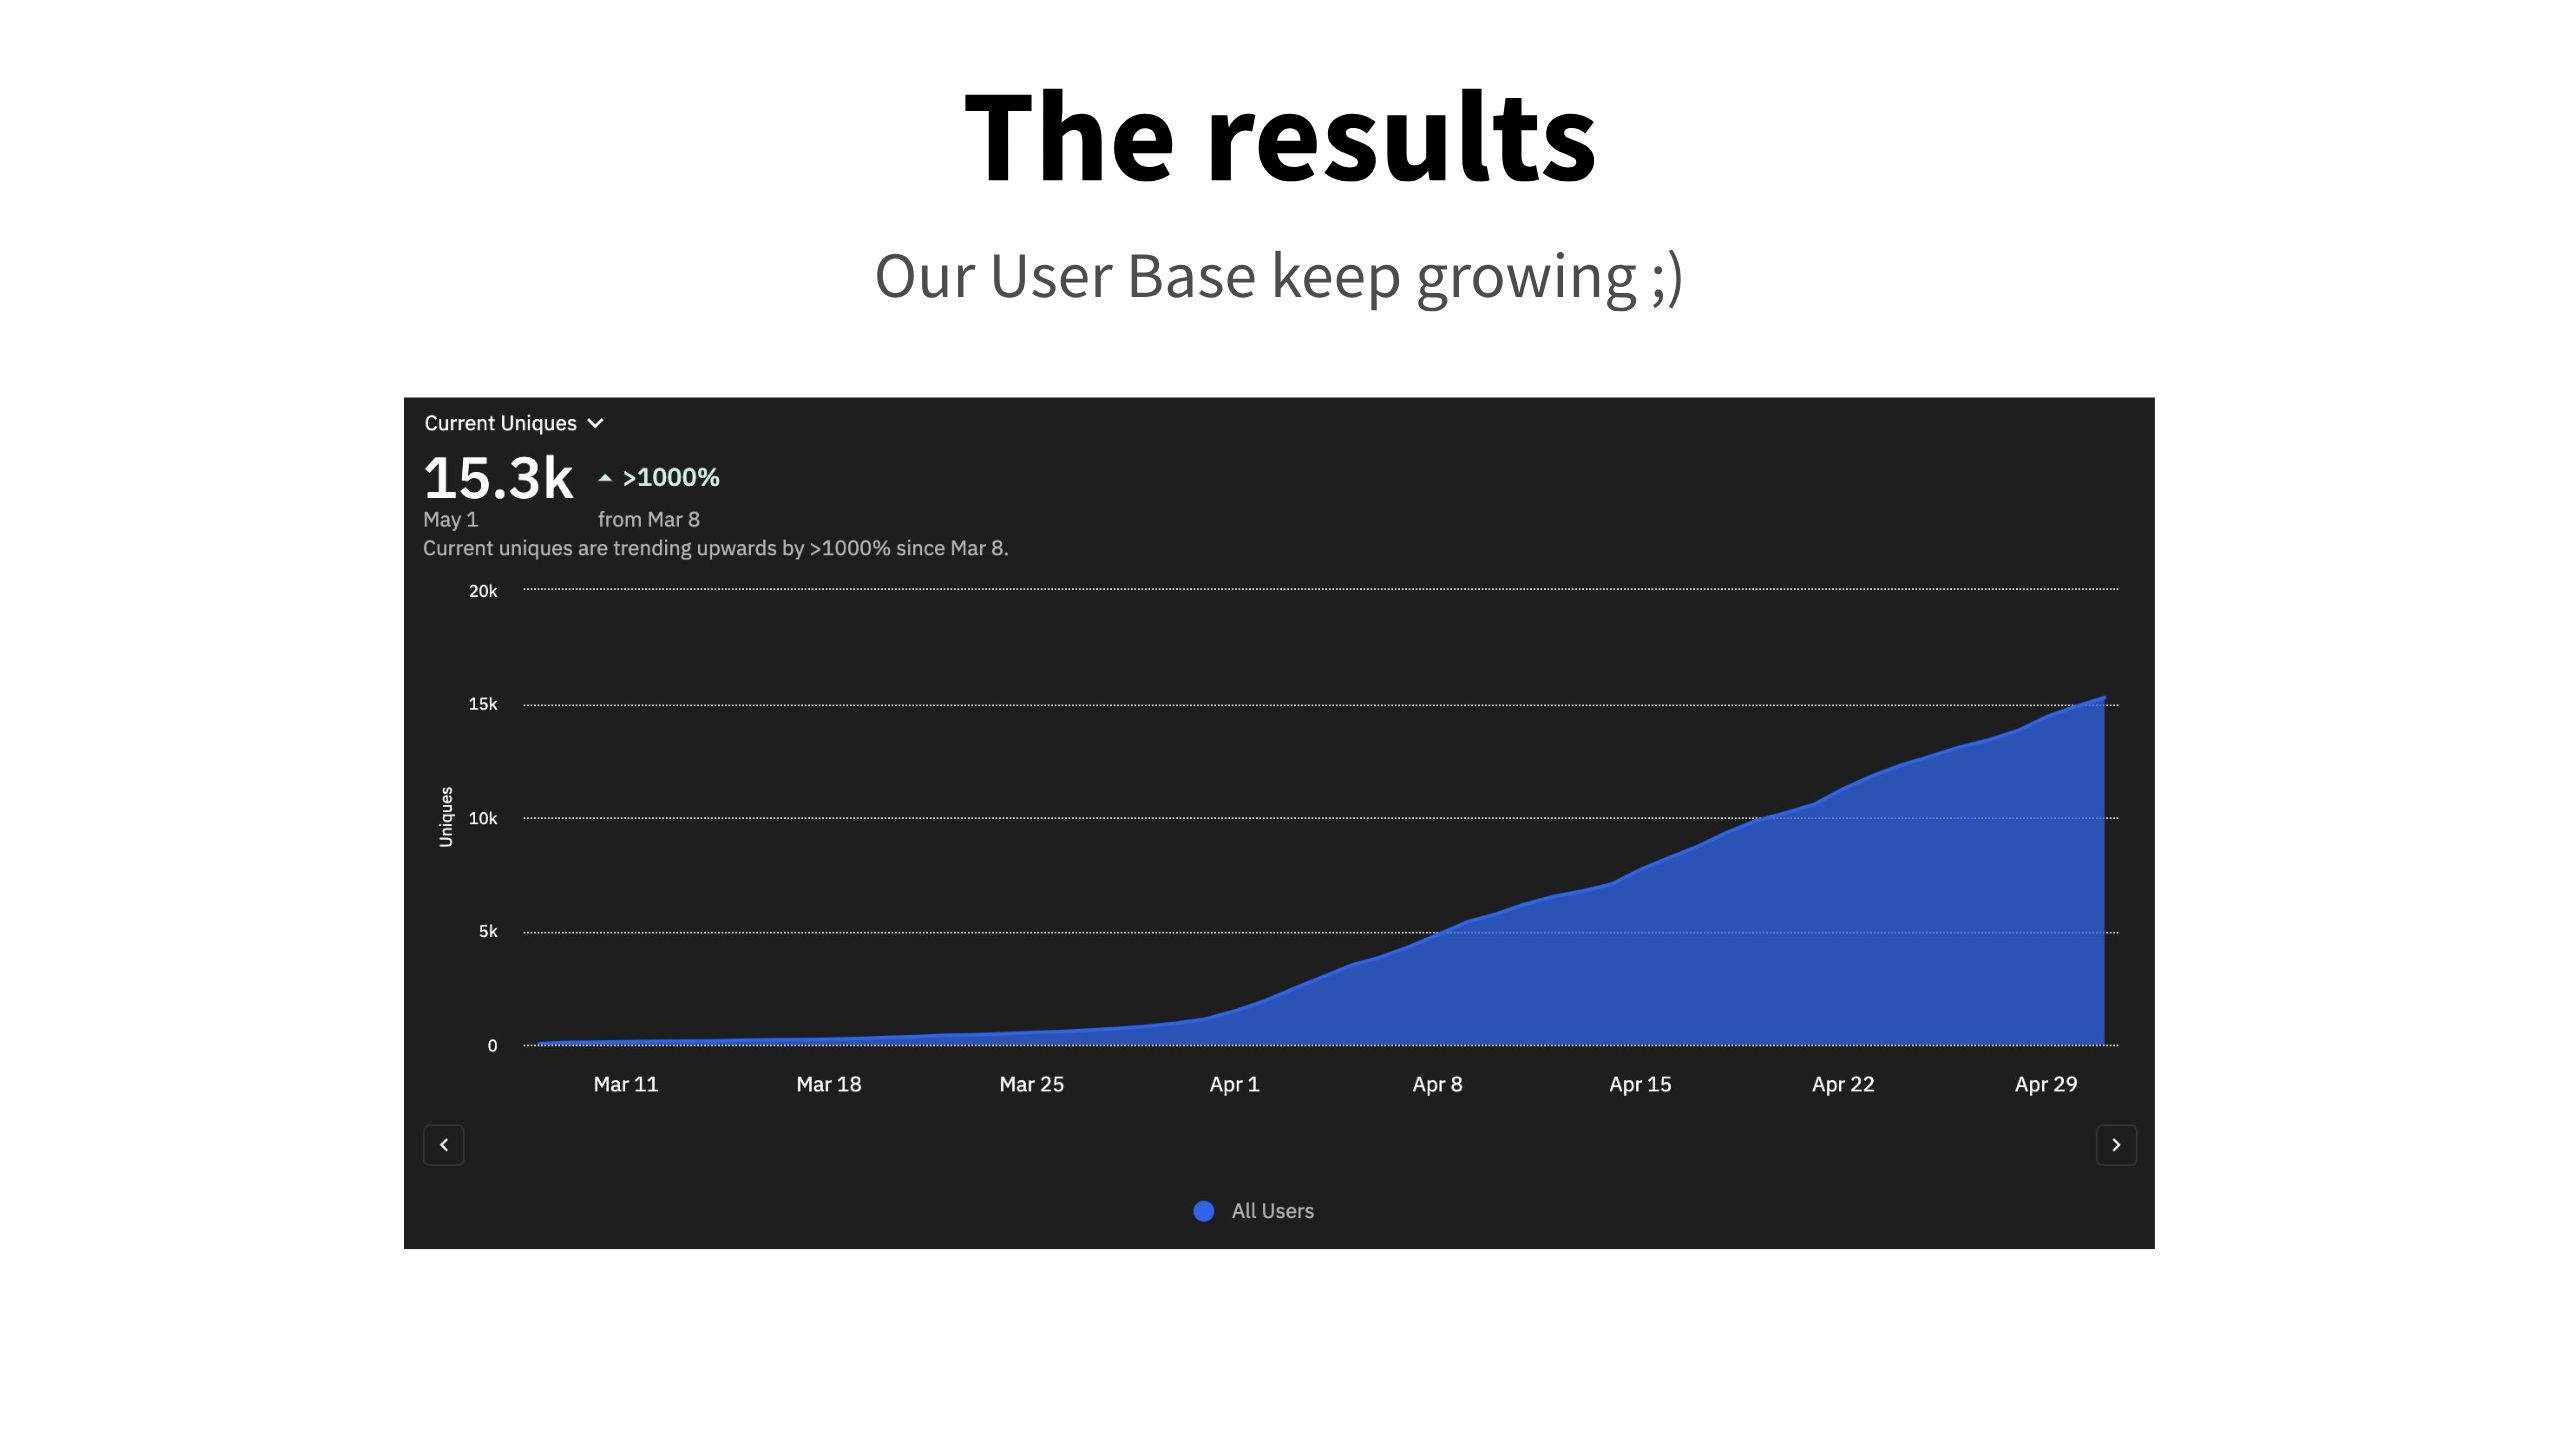 The results
Our User Base keep growing ;)
Current Uniques
15.3k >1000%
May 1 from Mar 8
Current uniques are trending upwards by >1000% since Mar 8.
20k
15k
10k
5k
0
Uniques
Mar 11 Mar 18 Mar 25 Apr 1 Apr 8 Apr 15 Apr 22 Apr 29
All Users